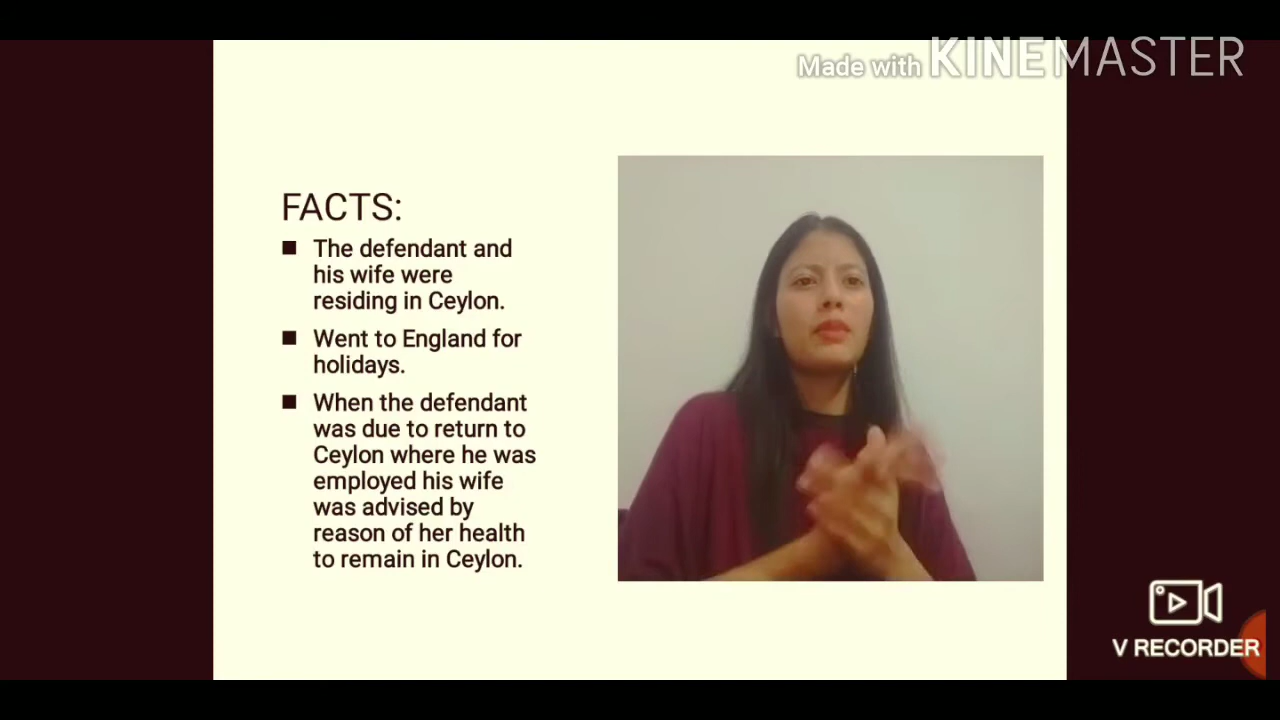 Made with KINEMASTER
FACTS:
The defendant and
his wife were
residing in Ceylon.
Went to England for
holidays.
When the defendant
was due to return to
Ceylon where he was
employed his wife
was advised by
reason of her health
to remain in Ceylon.
V RECORDER